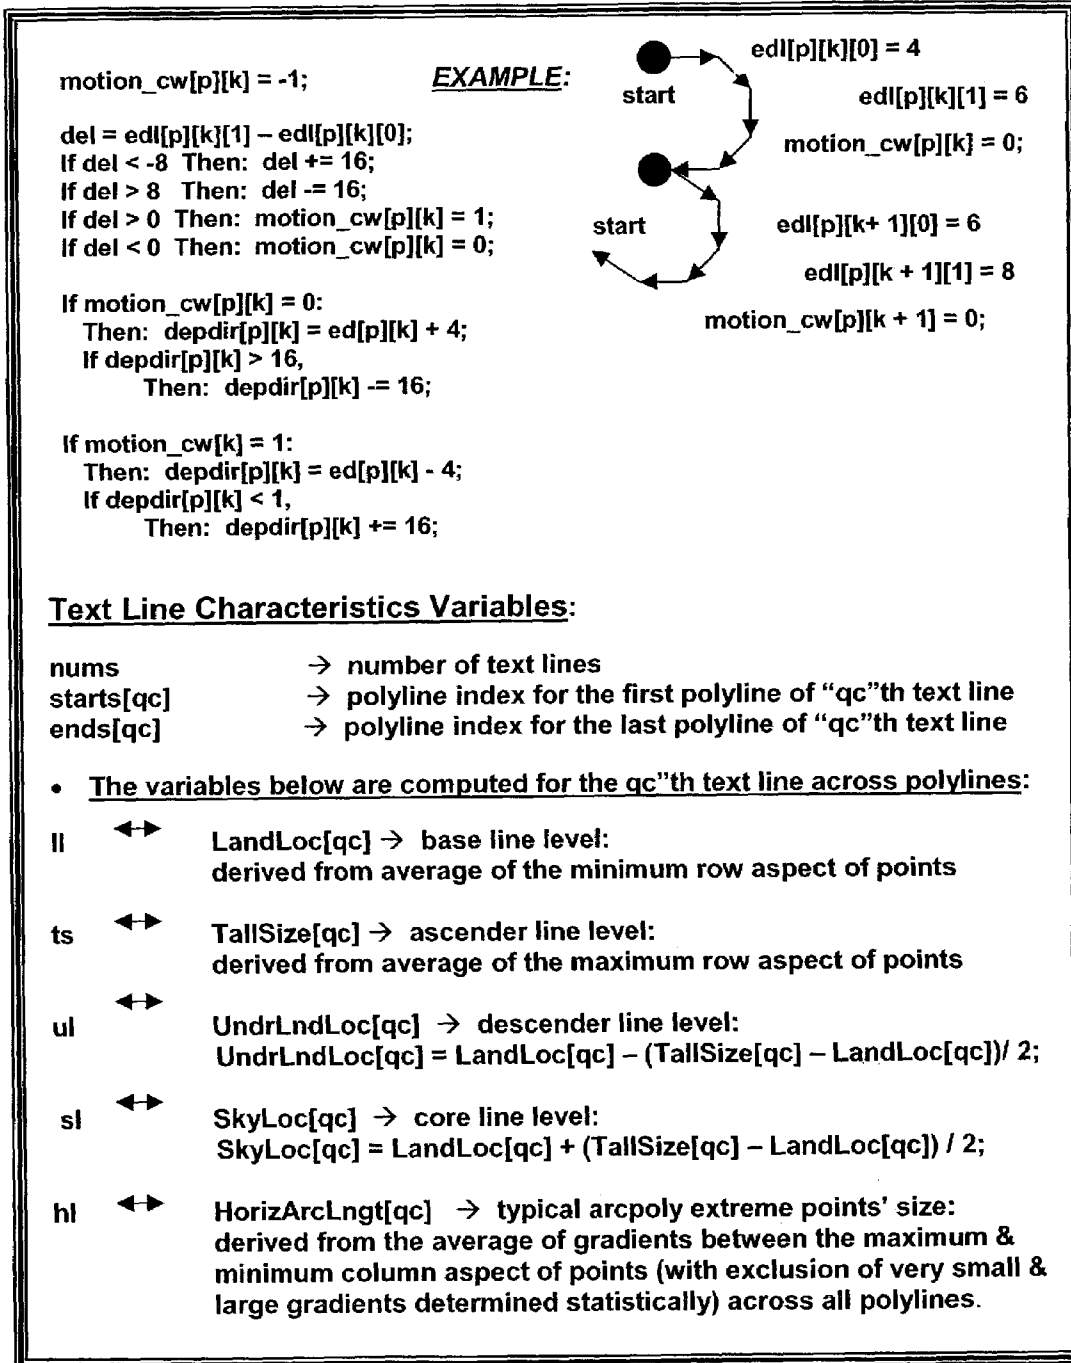 motion_cw[p][k] = -1;
EXAMPLE:
start
edl[p][k][0] = 4
edl[p][k][1] = 6
motion_cw[p][k] = 0;
del = edl[p][k][1] – edl[p][k][0];
If del < -8 Then: del += 16;
If del > 8 Then: del -= 16;
If del > 0 Then: motion_cw[p][k] = 1;
If del < 0 Then: motion_cw[p][k] = 0;
start
edl[p][k+ 1][0] = 6
edl[p][k + 1][1] = 8
motion_cw[p][k + 1] = 0;
If motion_cw[p][k] = 0:
Then: depdir[p][k] = ed[p][k] + 4;
If depdir[p][k] > 16,
Then: depdir[p][k] -= 16;
If motion_cw[k] = 1:
Then: depdir[p][k] = ed[p][k] - 4;
If depdir[p][k] < 1,
Then: depdir[p][k] += 16;
Text Line Characteristics Variables:
nums → number of text lines
starts[qc] → polyline index for the first polyline of “qc”th text line
ends[qc] → polyline index for the last polyline of “qc”th text line
• The variables below are computed for the qc”th text line across polylines:
ll ↔ LandLoc[qc] → base line level:
derived from average of the minimum row aspect of points
ts ↔ TallSize[qc] → ascender line level:
derived from average of the maximum row aspect of points
ul ↔ UndrLndLoc[qc] → descender line level:
UndrLndLoc[qc] = LandLoc[qc] – (TallSize[qc] – LandLoc[qc])/ 2;
sl ↔ SkyLoc[qc] → core line level:
SkyLoc[qc] = LandLoc[qc] + (TallSize[qc] – LandLoc[qc]) / 2;
hl ↔ HorizArcLngt[qc] → typical arcpoly extreme points’ size:
derived from the average of gradients between the maximum &
minimum column aspect of points (with exclusion of very small &
large gradients determined statistically) across all polylines.